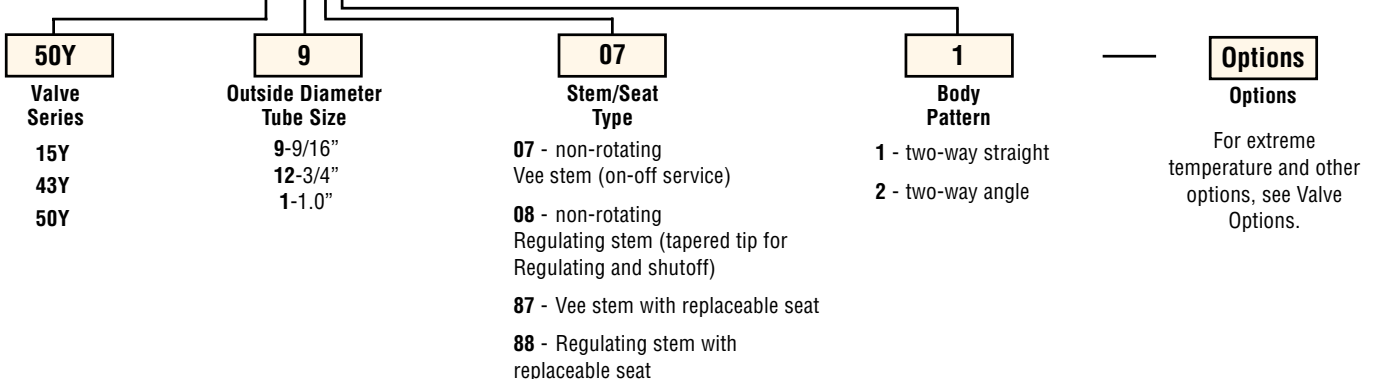 50Y
Valve
Series
15Y
43Y
50Y
9
Outside Diameter
Tube Size
9-9/16”
12-3/4”
1-1.0”
07
Stem/Seat
Type
07 - non-rotating
Vee stem (on-off service)
08 - non-rotating
Regulating stem (tapered tip for
Regulating and shutoff)
87 - Vee stem with replaceable seat
88 - Regulating stem with
replaceable seat
1
Body
Pattern
1 - two-way straight
2 - two-way angle
Options
Options
For extreme
temperature and other
options, see Valve
Options.